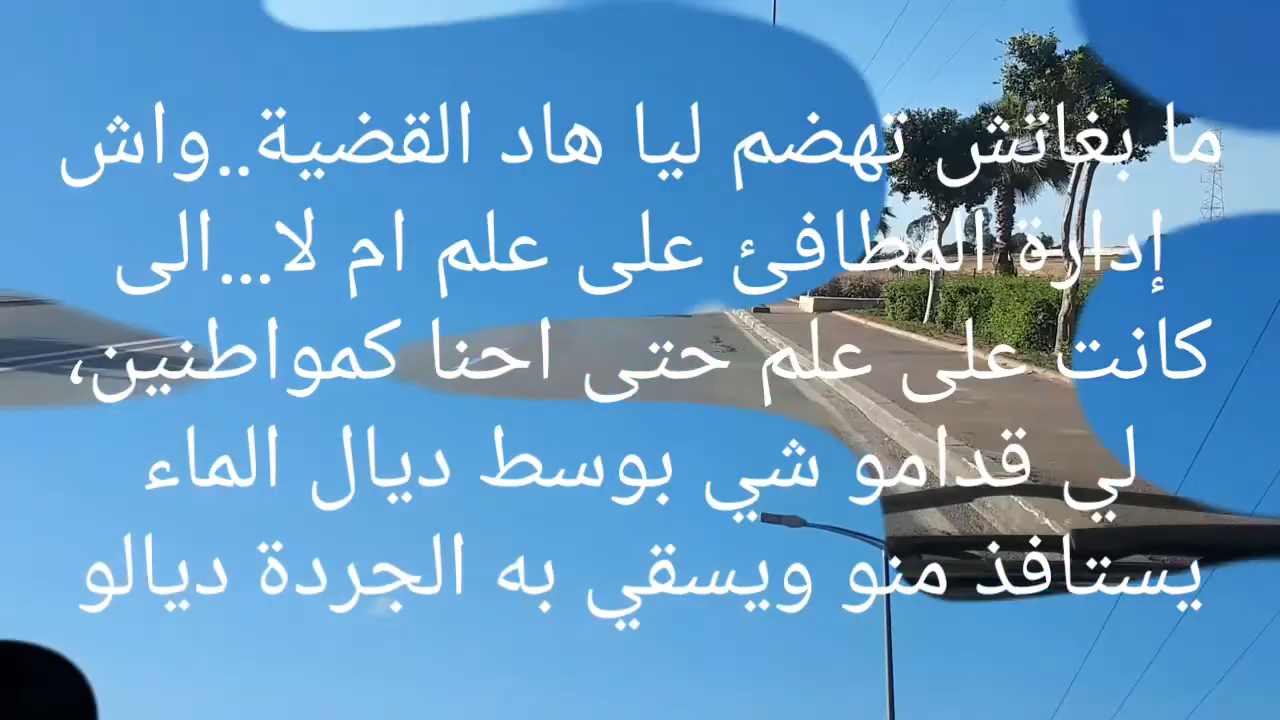 ما بغاتش تهضم ليا هاد القضية..واش
إدارة المطافئ على علم ام لا...الى
كانت على علم حتى احنا كمواطنين،
لي قدامو شي بوسط ديال الماء
يستافذ منو ويسقي به الجردة ديالو